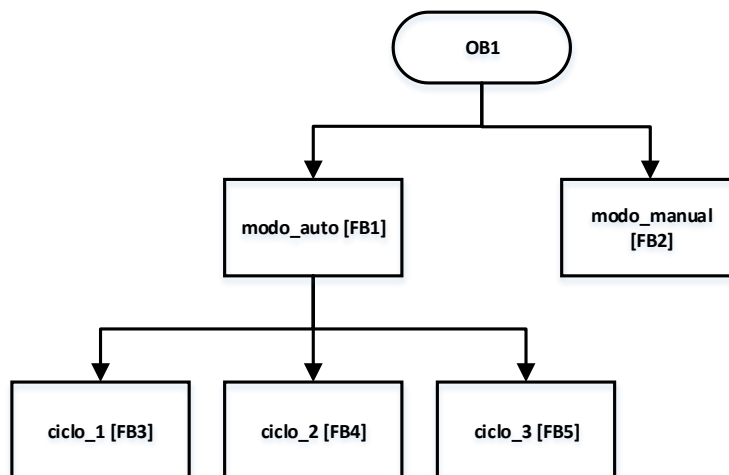 OB1
modo_auto [FB1]
modo_manual
[FB2]
ciclo_1 [FB3]
ciclo_2 [FB4]
ciclo_3 [FB5]